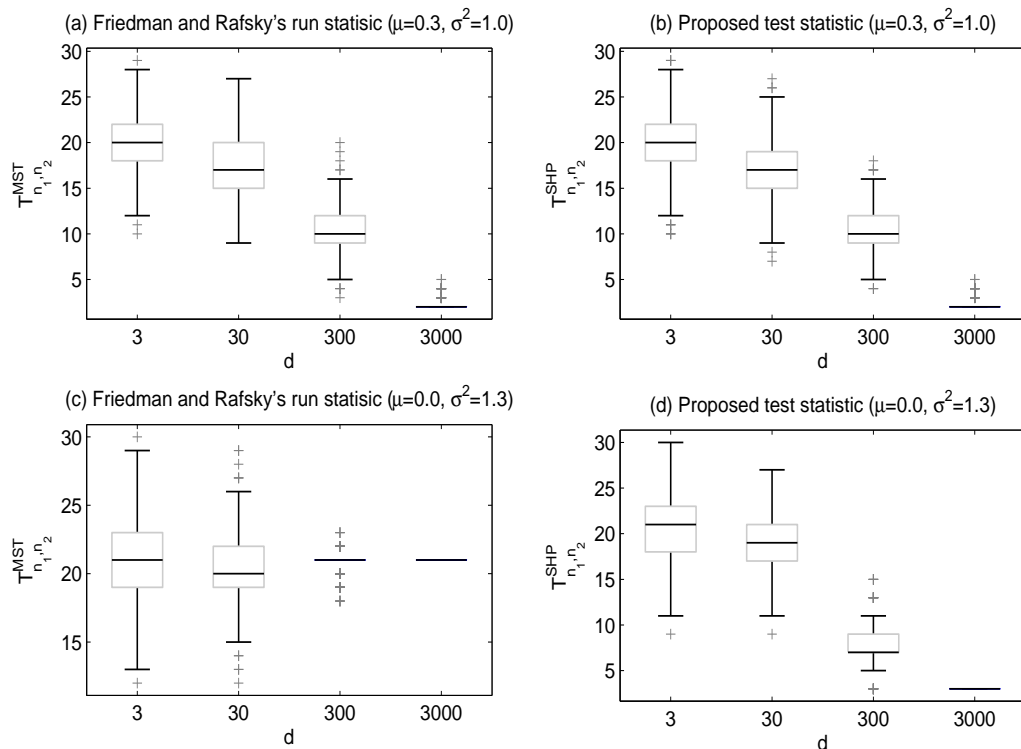 (a) Friedman and Rafsky's run statisic (μ=0.3, σ²=1.0)
30
25
20
15
10
5
T^MST_n₁,n₂
3 30 300 3000
d
(b) Proposed test statistic (μ=0.3, σ²=1.0)
30
25
20
15
10
5
T^SHP_n₁,n₂
3 30 300 3000
d
(c) Friedman and Rafsky's run statisic (μ=0.0, σ²=1.3)
30
25
20
15
T^MST_n₁,n₂
3 30 300 3000
d
(d) Proposed test statistic (μ=0.0, σ²=1.3)
30
25
20
15
10
5
T^SHP_n₁,n₂
3 30 300 3000
d